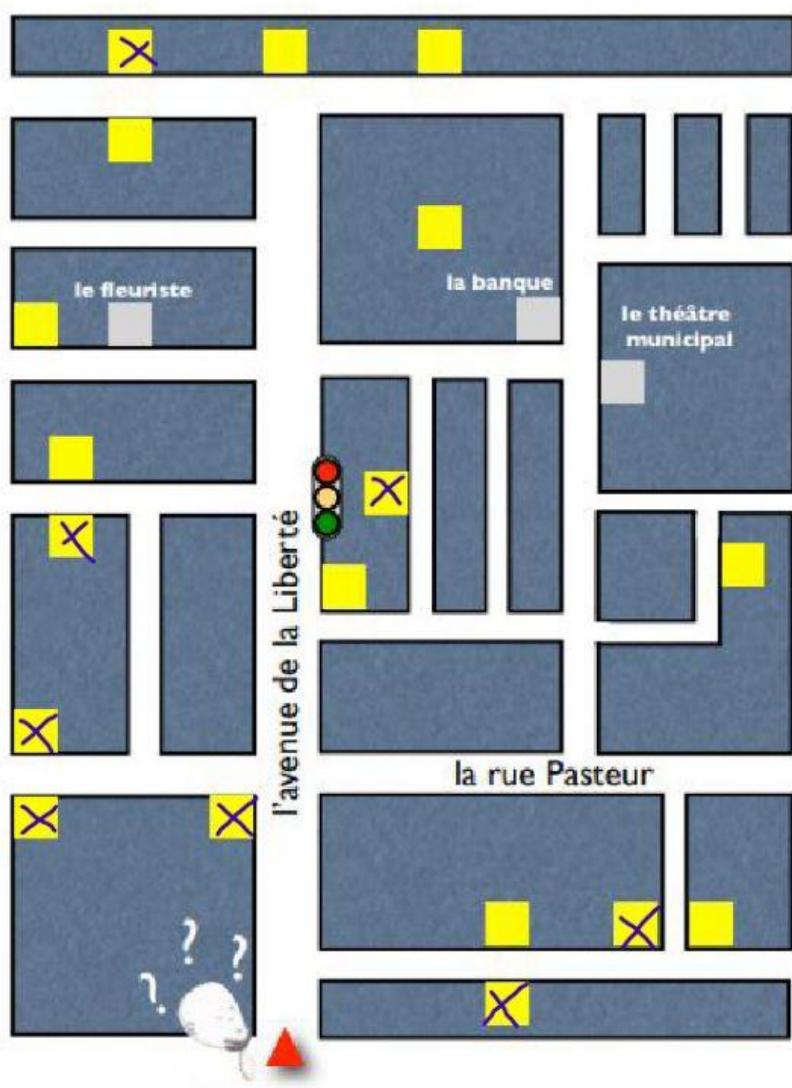 le fleuriste
la banque
le théâtre
municipal
l'avenue de la Liberté
la rue Pasteur
? ? ?